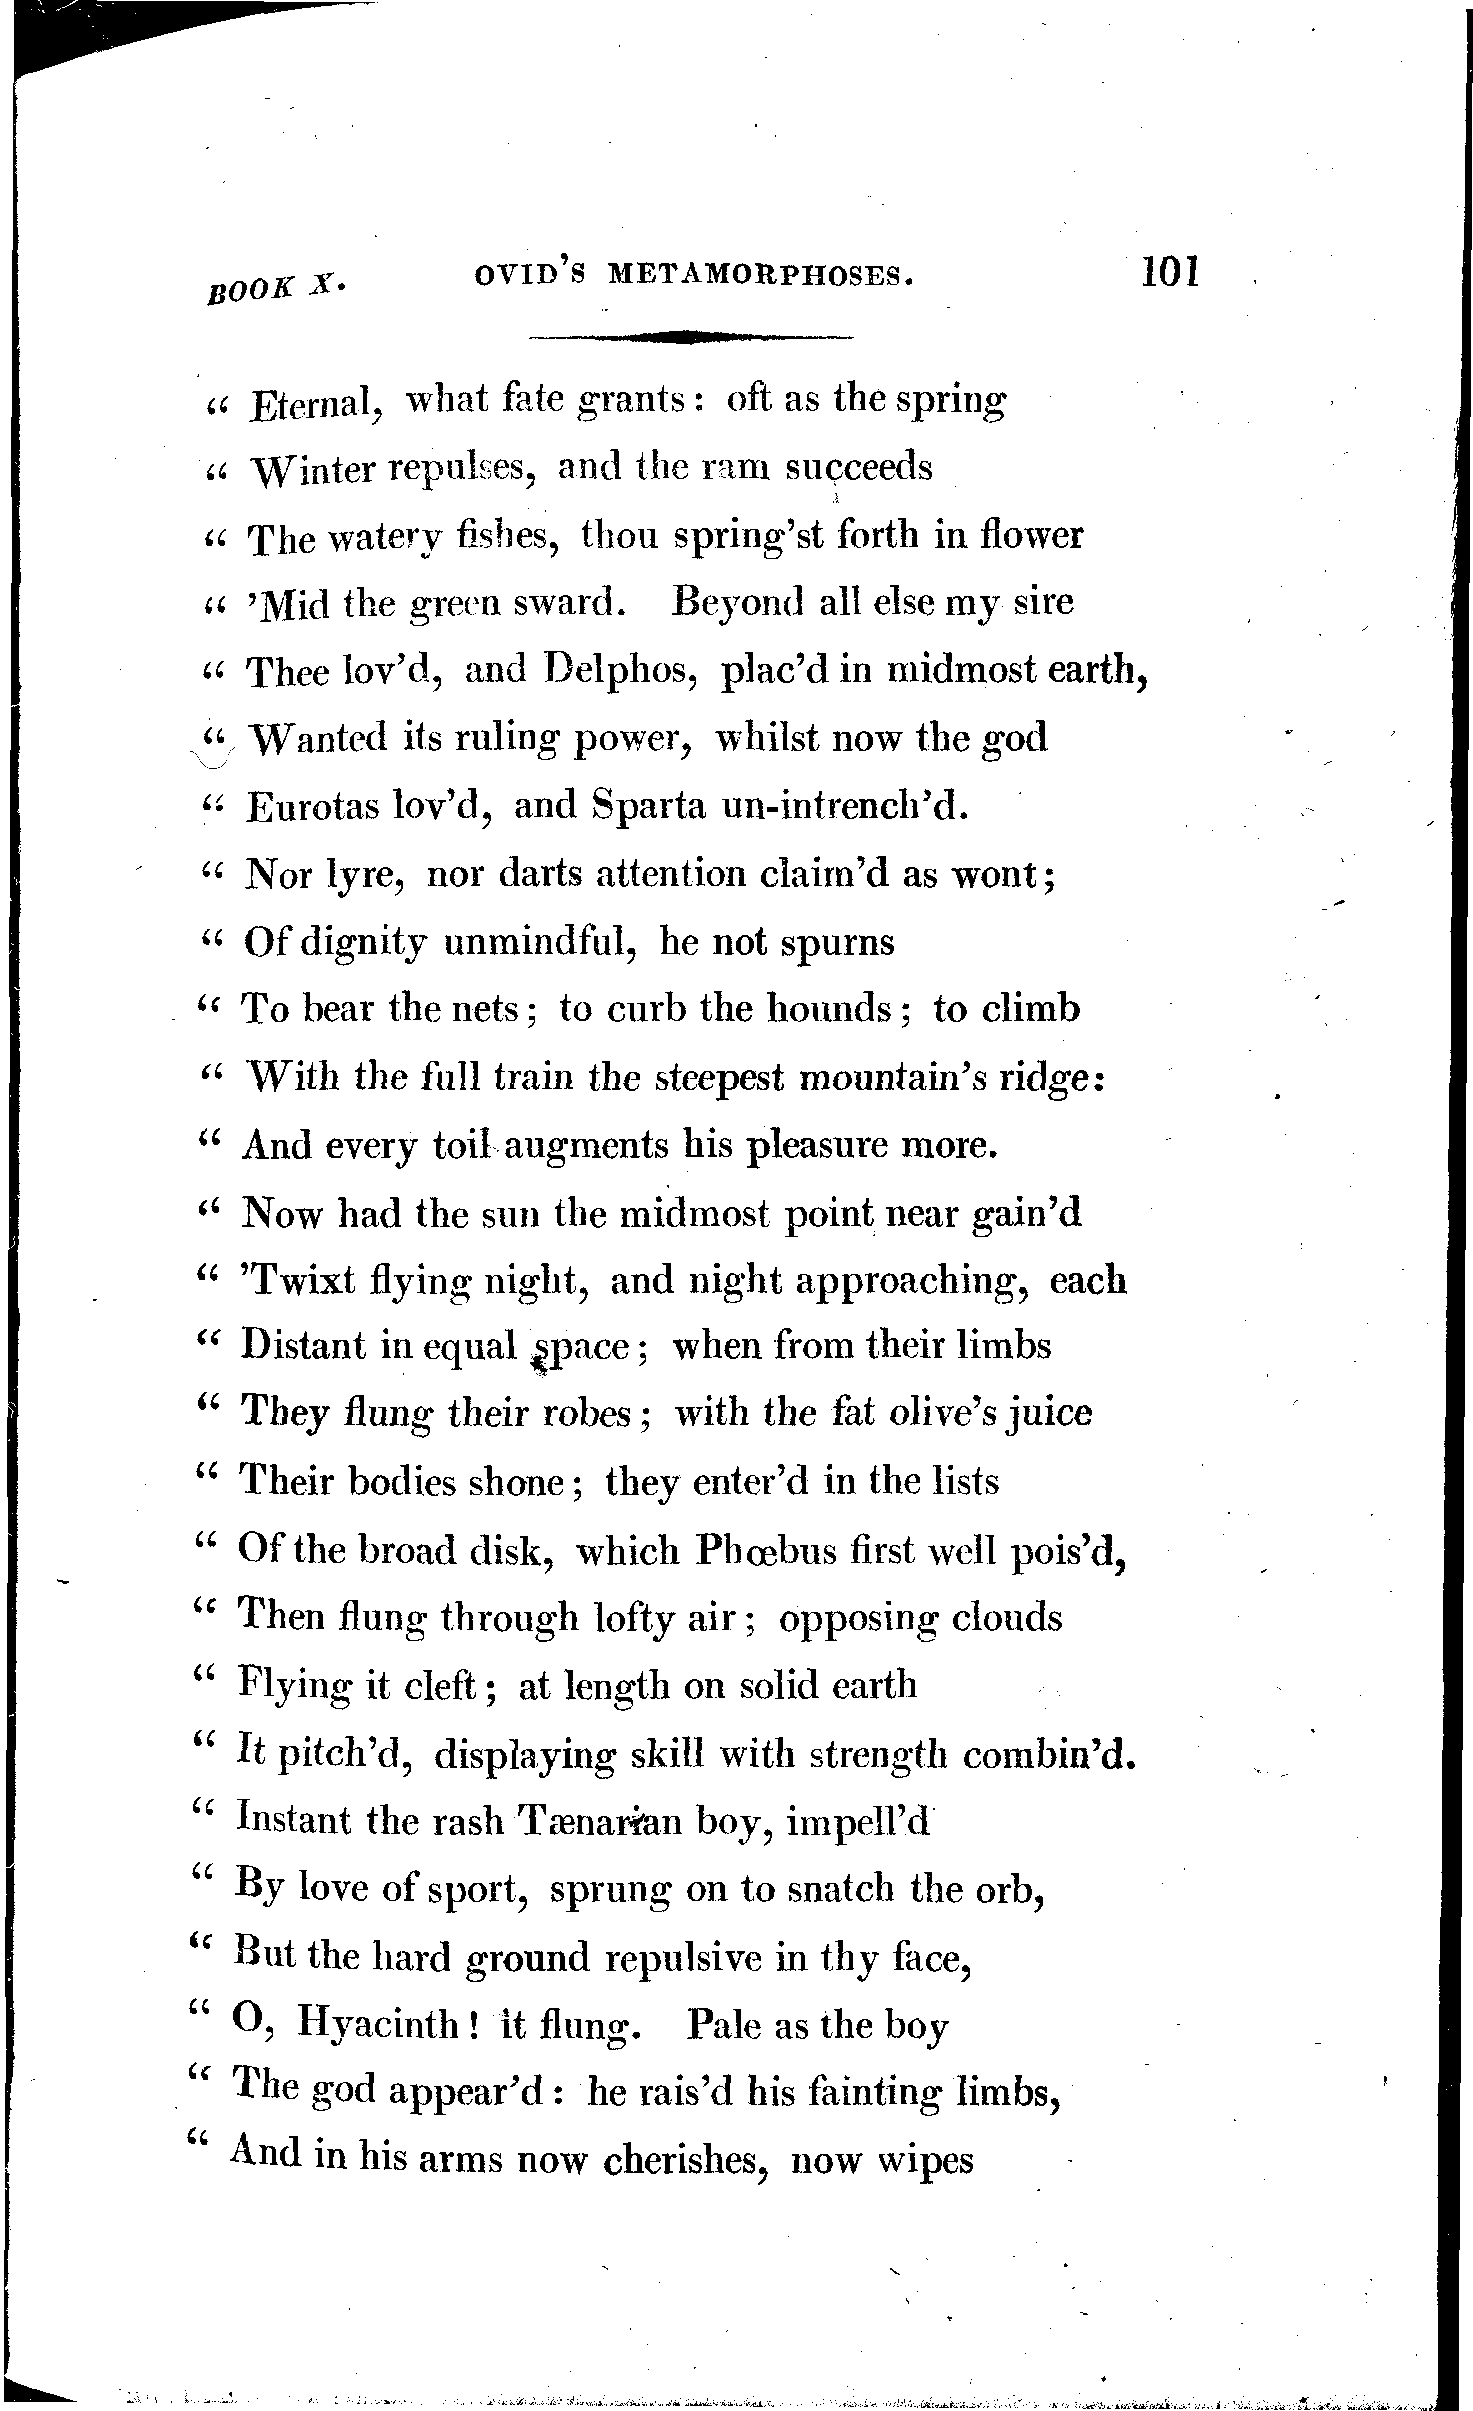 BOOK X. OVID'S METAMORPHOSES. 101
“ Eternal, what fate grants: oft as the spring
“ Winter repulses, and the ram succeeds
“ The watery fishes, thou spring'st forth in flower
“ 'Mid the green sward. Beyond all else my sire
“ Thee lov'd, and Delphos, plac'd in midmost earth,
“ Wanted its ruling power, whilst now the god
“ Eurotas lov'd, and Sparta un-intrench'd.
“ Nor lyre, nor darts attention claim'd as wont;
“ Of dignity unmindful, he not spurns
“ To bear the nets; to curb the hounds; to climb
“ With the full train the steepest mountain's ridge:
“ And every toil augments his pleasure more.
“ Now had the sun the midmost point near gain'd
“ 'Twixt flying night, and night approaching, each
“ Distant in equal space; when from their limbs
“ They flung their robes; with the fat olive's juice
“ Their bodies shone; they enter'd in the lists
“ Of the broad disk, which Phœbus first well pois'd,
“ Then flung through lofty air; opposing clouds
“ Flying it cleft; at length on solid earth
“ It pitch'd, displaying skill with strength combin'd.
“ Instant the rash Tænarian boy, impell'd
“ By love of sport, sprung on to snatch the orb,
“ But the hard ground repulsive in thy face,
“ O, Hyacinth! it flung. Pale as the boy
“ The god appear'd: he rais'd his fainting limbs,
“ And in his arms now cherishes, now wipes